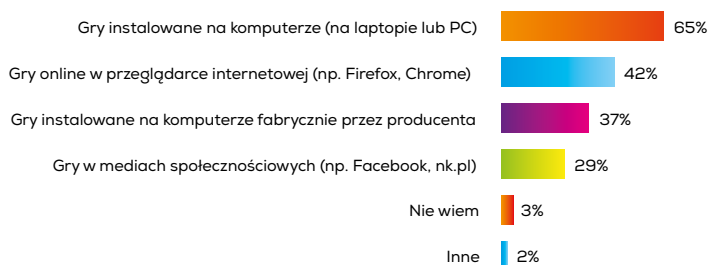 Gry instalowane na komputerze (na laptopie lub PC) 65%
Gry online w przeglądarce internetowej (np. Firefox, Chrome) 42%
Gry instalowane na komputerze fabrycznie przez producenta 37%
Gry w mediach społecznościowych (np. Facebook, nk.pl) 29%
Nie wiem 3%
Inne 2%